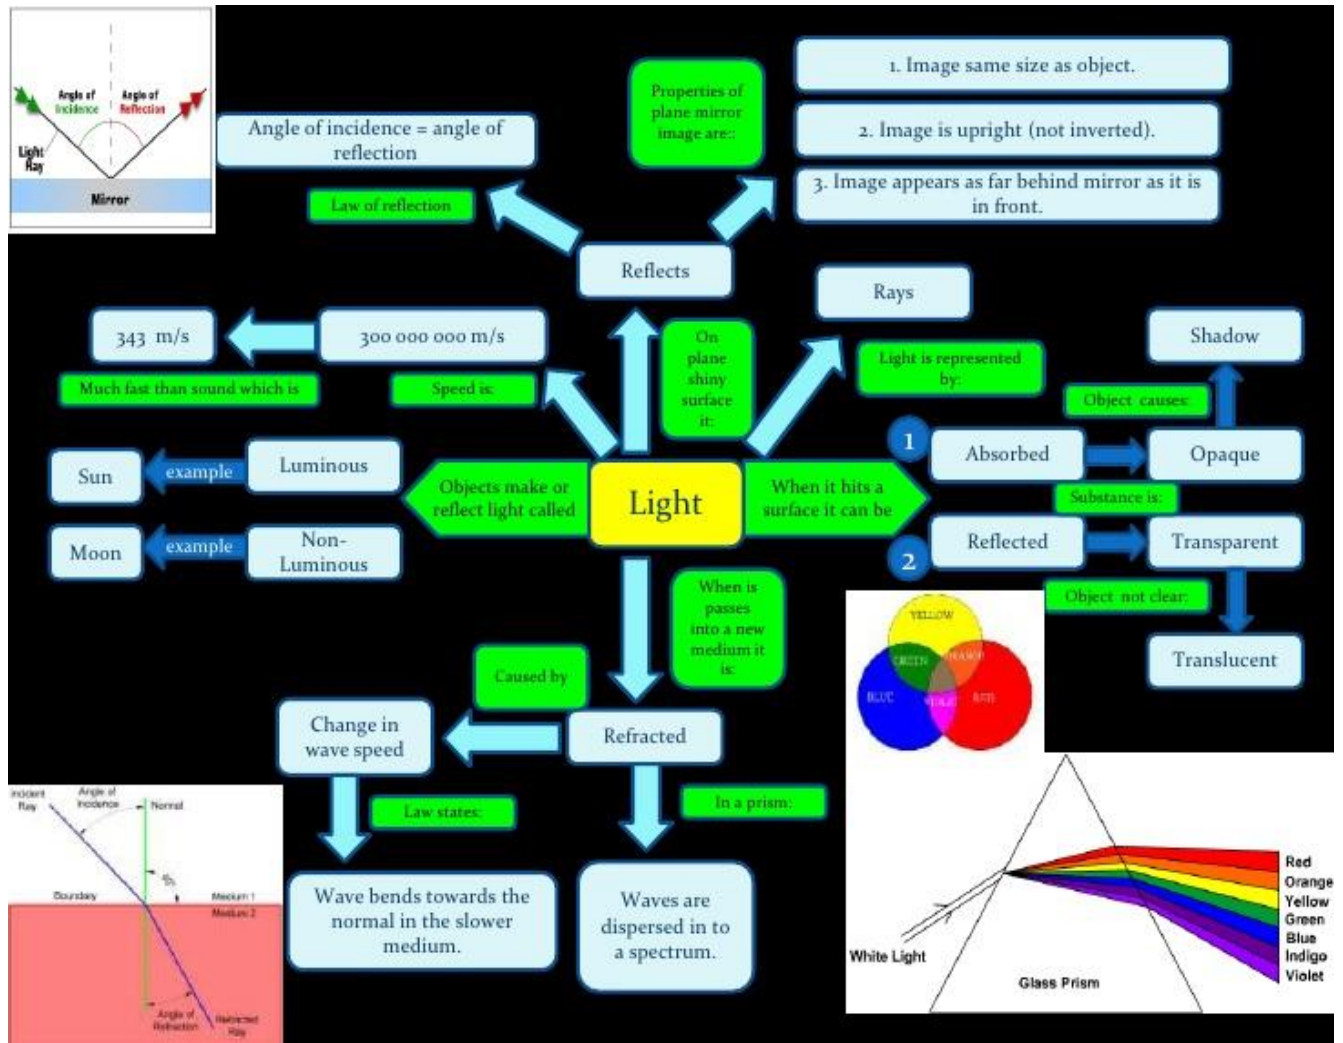 Angle of
Incidence
Angle of
Reflection
Light
Ray
Mirror
Angle of incidence = angle of
reflection
Law of reflection
Properties of
plane mirror
image are::
1. Image same size as object.
2. Image is upright (not inverted).
3. Image appears as far behind mirror as it is
in front.
Reflects
Rays
343 m/s
300 000 000 m/s
Much fast than sound which is
Speed is:
On
plane
shiny
surface
it:
Light is represented
by:
Shadow
Object causes:
1
Absorbed
Opaque
Substance is:
2
Reflected
Transparent
Object not clear:
Translucent
Sun
example
Luminous
Moon
example
Non-
Luminous
Objects make or
reflect light called
Light
When it hits a
surface it can be
When is
passes
into a new
medium it
is:
Caused by
Change in
wave speed
Refracted
Law states:
In a prism:
Wave bends towards the
normal in the slower
medium.
Waves are
dispersed in to
a spectrum.
YELLOW
GREEN
ORANGE
BLUE
VIOLET
RED
Incident
Ray
Angle of
Incidence
Normal
Boundary
Medium 1
Medium 2
Angle of
Refraction
Refracted
Ray
White Light
Glass Prism
Red
Orange
Yellow
Green
Blue
Indigo
Violet